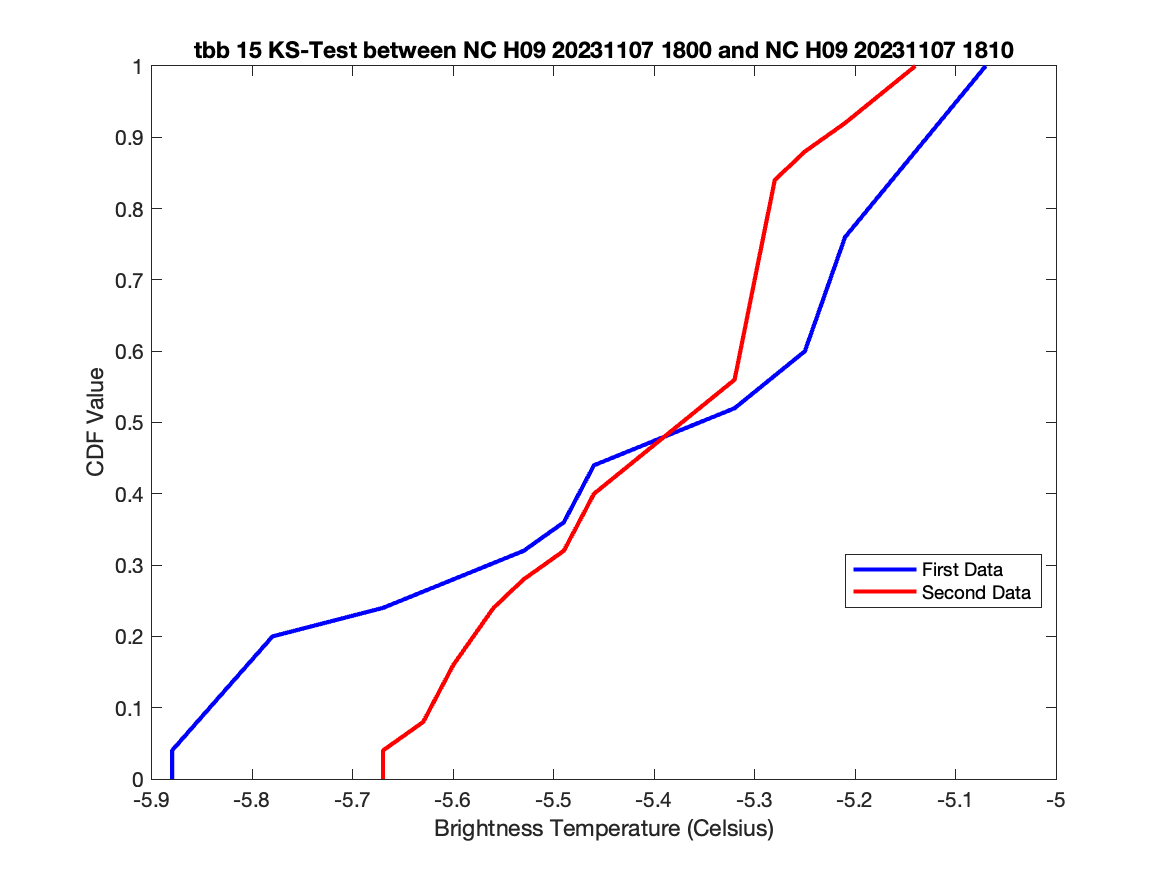 tbb 15 KS-Test between NC H09 20231107 1800 and NC H09 20231107 1810
1
0.9
0.8
0.7
0.6
0.5
0.4
0.3
0.2
0.1
0
CDF Value
First Data
Second Data
-5.9 -5.8 -5.7 -5.6 -5.5 -5.4 -5.3 -5.2 -5.1 -5
Brightness Temperature (Celsius)